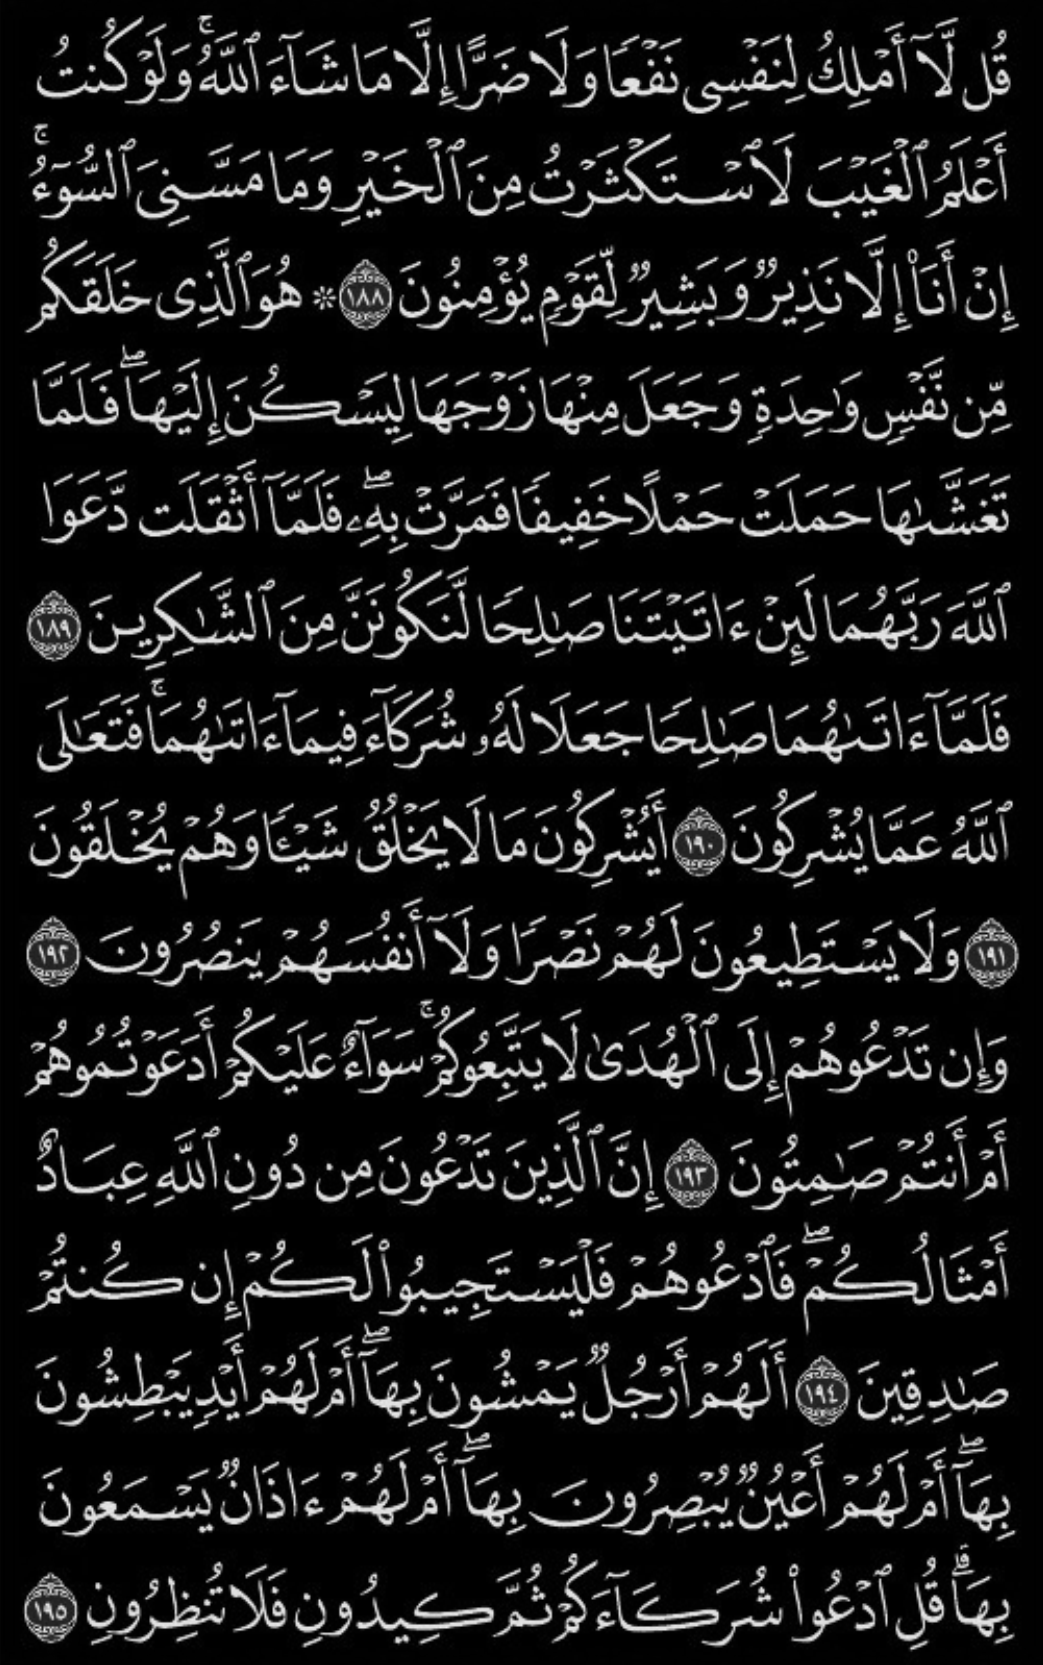 قُل لَّآ أَمْلِكُ لِنَفْسِى نَفْعًا وَلَا ضَرًّا إِلَّا مَا شَآءَ ٱللَّهُ ۚ وَلَوْ كُنتُ
أَعْلَمُ ٱلْغَيْبَ لَٱسْتَكْثَرْتُ مِنَ ٱلْخَيْرِ وَمَا مَسَّنِىَ ٱلسُّوٓءُ ۚ
إِنْ أَنَا۠ إِلَّا نَذِيرٌ وَبَشِيرٌ لِّقَوْمٍ يُؤْمِنُونَ ١٨٨ ۞ هُوَ ٱلَّذِى خَلَقَكُم
مِّن نَّفْسٍ وَٰحِدَةٍ وَجَعَلَ مِنْهَا زَوْجَهَا لِيَسْكُنَ إِلَيْهَا ۖ فَلَمَّا
تَغَشَّىٰهَا حَمَلَتْ حَمْلًا خَفِيفًا فَمَرَّتْ بِهِۦ ۖ فَلَمَّآ أَثْقَلَت دَّعَوَا
ٱللَّهَ رَبَّهُمَا لَئِنْ ءَاتَيْتَنَا صَٰلِحًا لَّنَكُونَنَّ مِنَ ٱلشَّٰكِرِينَ ١٨٩
فَلَمَّآ ءَاتَىٰهُمَا صَٰلِحًا جَعَلَا لَهُۥ شُرَكَآءَ فِيمَآ ءَاتَىٰهُمَا ۚ فَتَعَٰلَى
ٱللَّهُ عَمَّا يُشْرِكُونَ ١٩٠ أَيُشْرِكُونَ مَا لَا يَخْلُقُ شَيْـًٔا وَهُمْ يُخْلَقُونَ
١٩١ وَلَا يَسْتَطِيعُونَ لَهُمْ نَصْرًا وَلَآ أَنفُسَهُمْ يَنصُرُونَ ١٩٢
وَإِن تَدْعُوهُمْ إِلَى ٱلْهُدَىٰ لَا يَتَّبِعُوكُمْ ۚ سَوَآءٌ عَلَيْكُمْ أَدَعَوْتُمُوهُمْ
أَمْ أَنتُمْ صَٰمِتُونَ ١٩٣ إِنَّ ٱلَّذِينَ تَدْعُونَ مِن دُونِ ٱللَّهِ عِبَادٌ
أَمْثَالُكُمْ ۖ فَٱدْعُوهُمْ فَلْيَسْتَجِيبُوا۟ لَكُمْ إِن كُنتُمْ
صَٰدِقِينَ ١٩٤ أَلَهُمْ أَرْجُلٌ يَمْشُونَ بِهَآ ۖ أَمْ لَهُمْ أَيْدٍ يَبْطِشُونَ
بِهَآ ۖ أَمْ لَهُمْ أَعْيُنٌ يُبْصِرُونَ بِهَآ ۖ أَمْ لَهُمْ ءَاذَانٌ يَسْمَعُونَ
بِهَا ۗ قُلِ ٱدْعُوا۟ شُرَكَآءَكُمْ ثُمَّ كِيدُونِ فَلَا تُنظِرُونِ ١٩٥